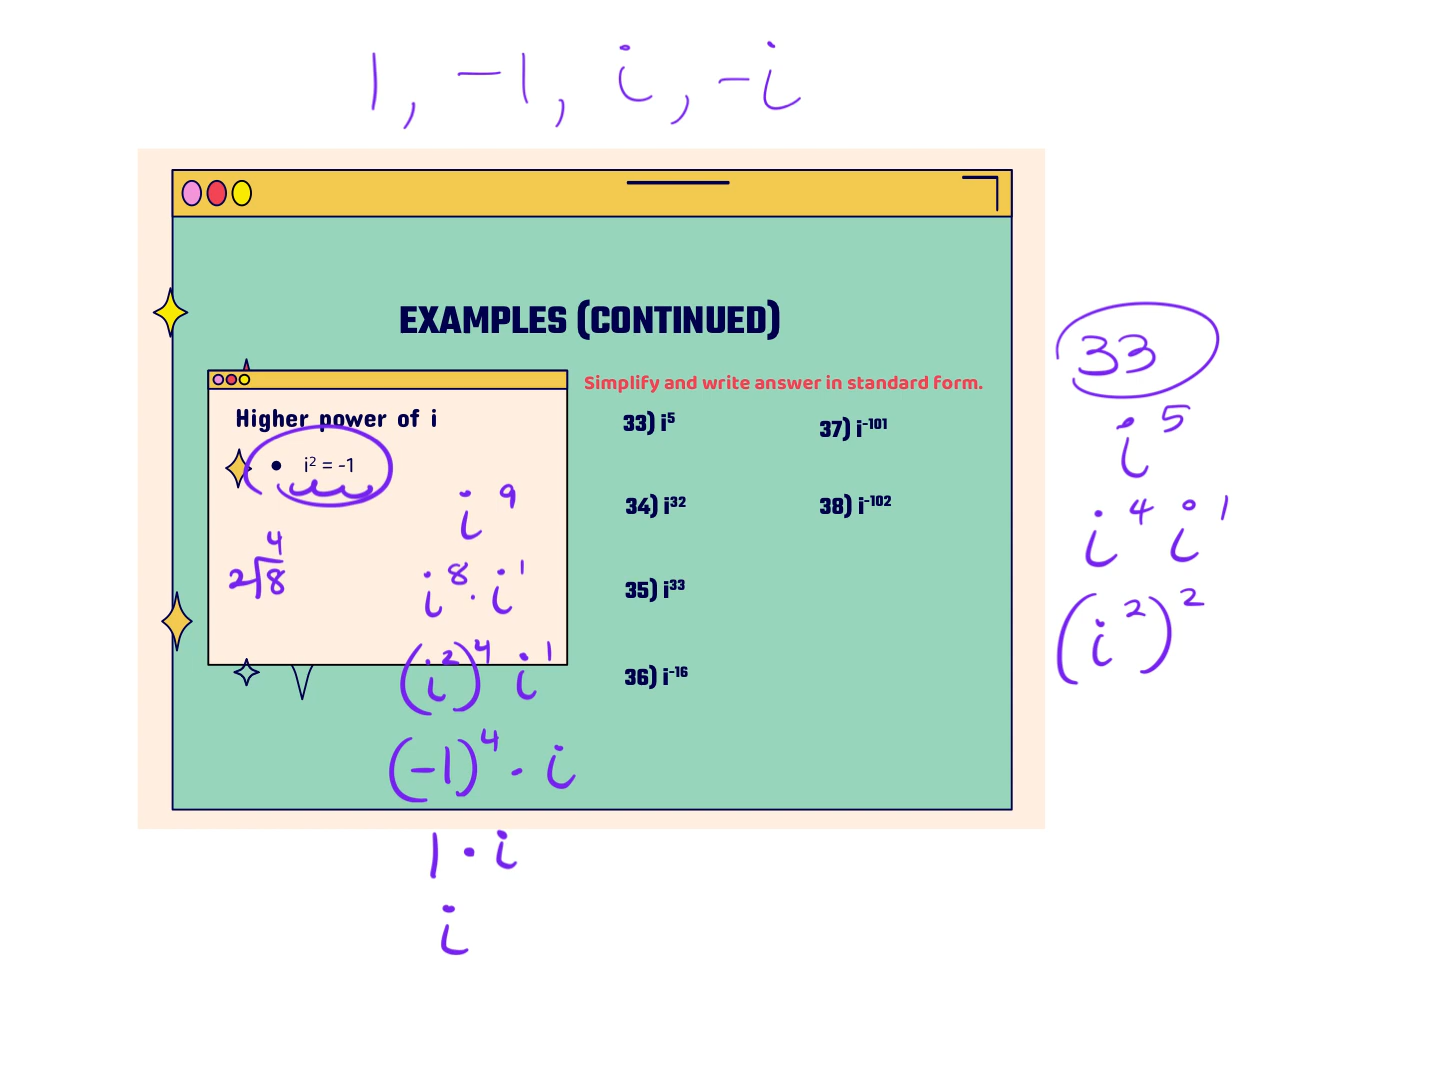 1, -1, i, -i
EXAMPLES (CONTINUED)
Higher power of i
• i² = -1
2√8 4
i⁹
i⁸ · i¹
(i²)⁴ i¹
(-1)⁴ · i
1 · i
i
Simplify and write answer in standard form.
33) i⁵
34) i³²
35) i³³
36) i⁻¹⁶
37) i⁻¹⁰¹
38) i⁻¹⁰²
33
i⁵
i⁴ i¹
(i²)²